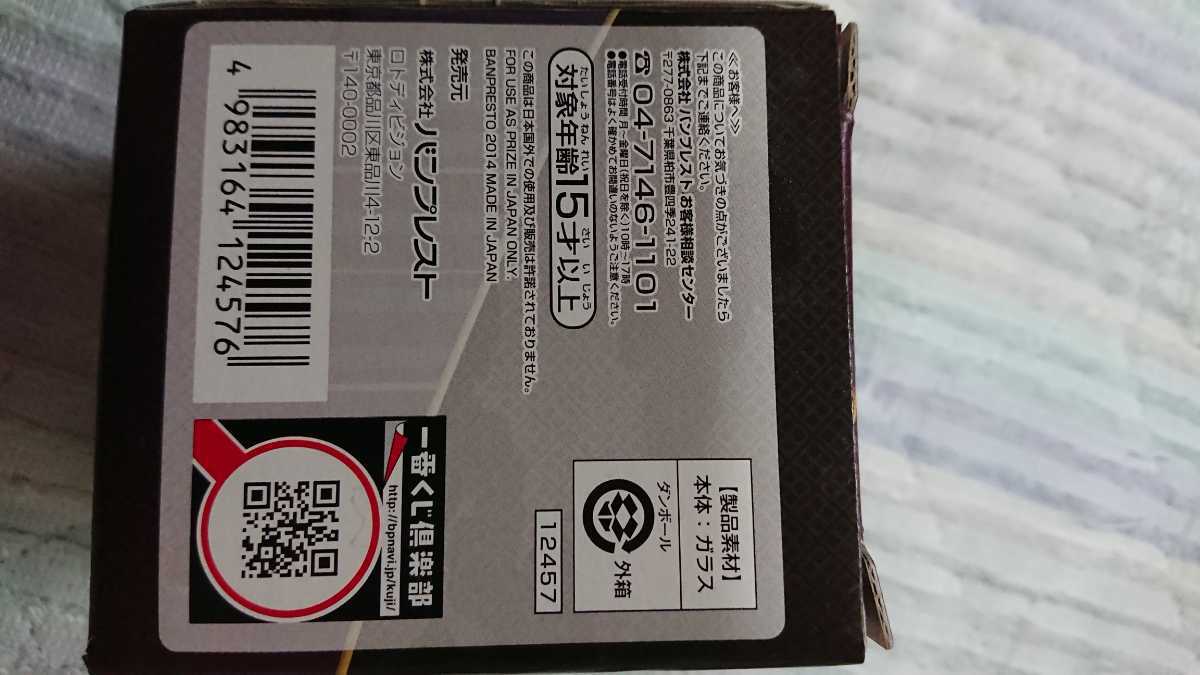 ≪お客様へ≫
この商品についてお気づきの点がございましたら
下記までご連絡ください。
株式会社 バンプレスト お客様相談センター
〒277-0863 千葉県柏市豊四季241-22
☎04-7146-1101
●電話受付時間 月〜金曜日(祝日を除く)10時〜17時
●電話番号はよく確かめてお間違いのないようご注意ください。
たいしょう ねん れい さい い じょう
対象年齢15才以上
この商品は日本国外での使用及び販売は許諾されておりません。
FOR USE AS PRIZE IN JAPAN ONLY.
BANPRESTO 2014 MADE IN JAPAN
発売元
株式会社 バンプレスト
ロトディビジョン
東京都品川区東品川4-12-2
〒140-0002
4 983164 124576
【製品素材】
本体：ガラス
ダンボール
外箱
12457
一番くじ倶楽部
http://bpnavi.jp/kuji/